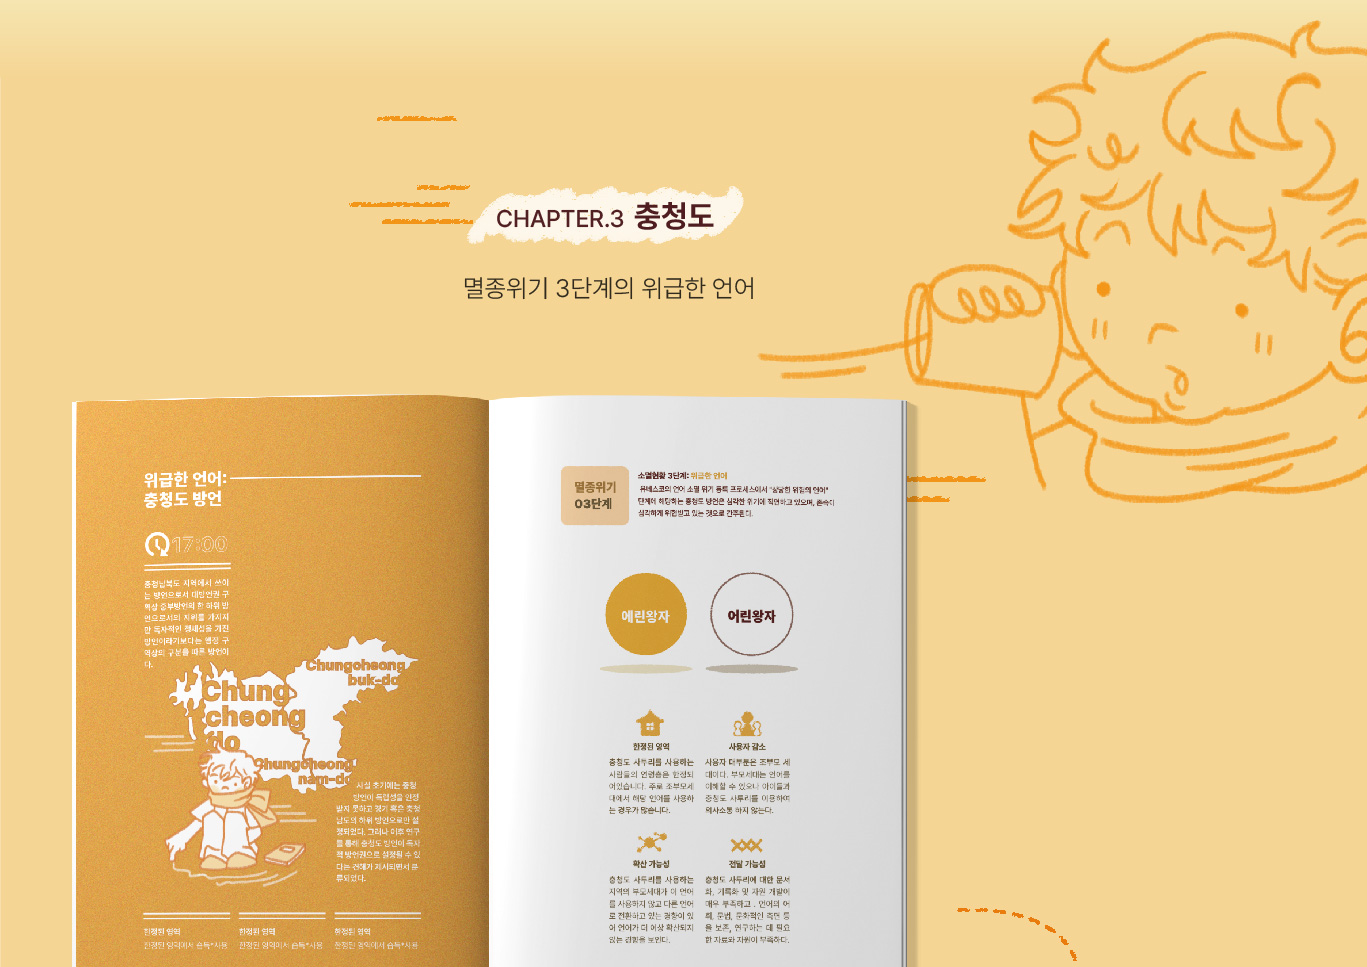 CHAPTER.3 충청도
멸종위기 3단계의 위급한 언어
위급한 언어:
충청도 방언
17:00
충청남북도 지역에서 쓰이
는 방언으로서 대방언권 구
획상 중부방언의 한 하위 방
언으로서의 지위를 가지지
만 독자적인 정체성을 가진
방언이라기보다는 행정 구
역상의 구분을 따른 방언이
다.
Chungcheong
buk-do
Chung
cheong
do
Chungcheong
nam-do
사실 초기에는 충청
방언이 독립성을 인정
받지 못하고 경기 혹은 충청
남도의 하위 방언으로만 설
정되었다. 그러나 이후 연구
를 통해 충청도 방언이 독자
적 방언권으로 설정될 수 있
다는 견해가 제시되면서 분
류되었다.
한정된 영역 한정된 영역 한정된 영역
한정된 영역에서 습득*사용 한정된 영역에서 습득*사용 한정된 영역에서 습득*사용
멸종위기
03단계
소멸현황 3단계: 위급한 언어
유네스코의 언어 소멸 위기 등록 프로세스에서 "상당한 위험의 언어"
단계에 해당하는 충청도 방언은 심각한 위기에 직면하고 있으며, 존속이
심각하게 위협받고 있는 것으로 간주된다.
에린왕자
어린왕자
한정된 영역
충청도 사투리를 사용하는
사람들의 연령층은 한정되
어있습니다. 주로 조부모세
대에서 해당 언어를 사용하
는 경우가 많습니다.
사용자 감소
사용자 대부분은 조부모 세
대이다. 부모세대는 언어를
이해할 수 있으나 아이들과
충청도 사투리를 이용하여
의사소통 하지 않는다.
확산 가능성
충청도 사투리를 사용하는
지역의 부모세대가 이 언어
를 사용하지 않고 다른 언어
로 전환하고 있는 경향이 있
어 언어가 더 이상 확산되지
않는 경향을 보인다.
전달 가능성
충청도 사투리에 대한 문서
화, 기록화 및 자원 개발이
매우 부족하고 . 언어의 어
휘, 문법, 문화적인 측면 등
을 보존, 연구하는 데 필요
한 자료와 자원이 부족하다.